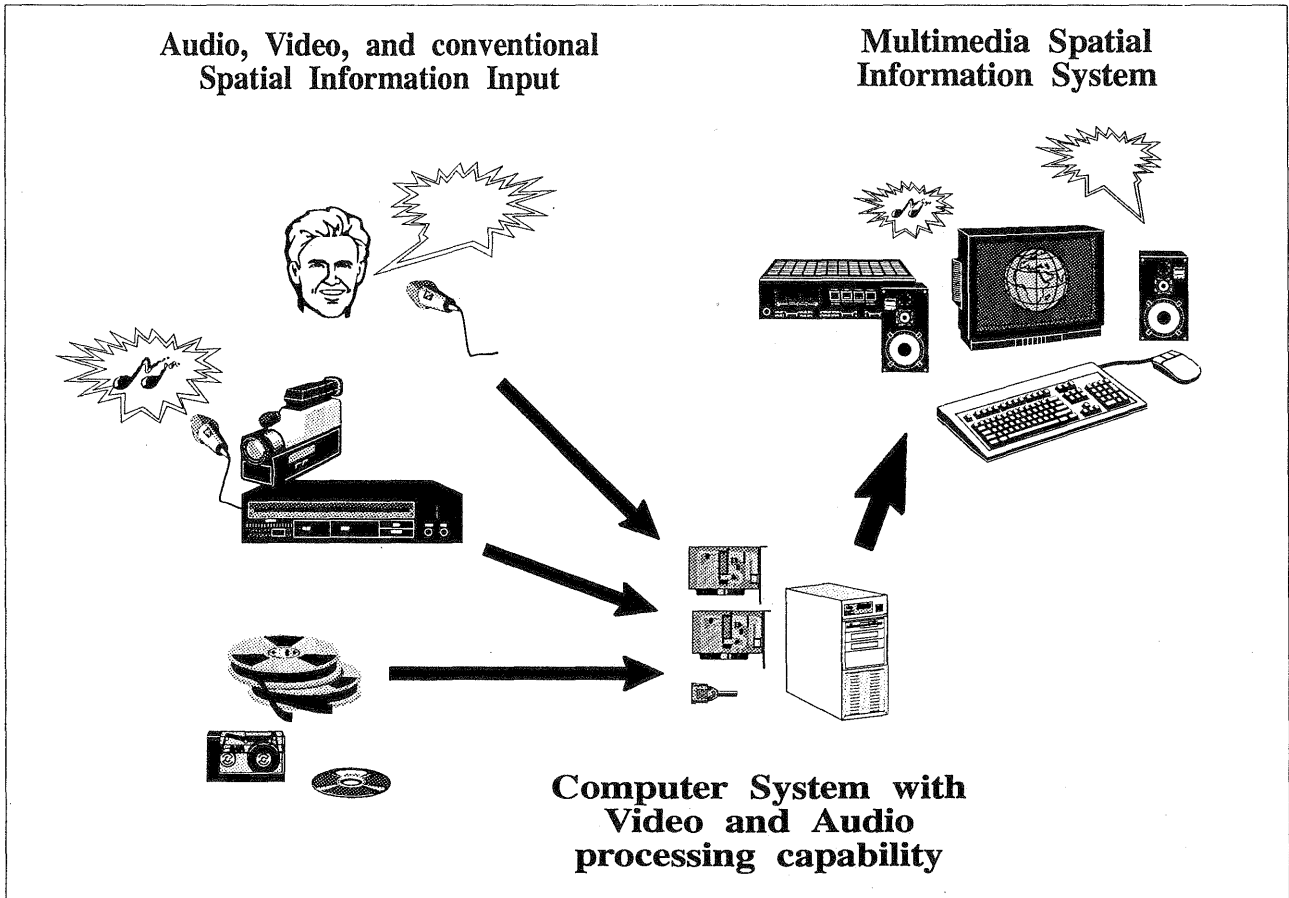 Audio, Video, and conventional
Spatial Information Input
Multimedia Spatial
Information System
Computer System with
Video and Audio
processing capability